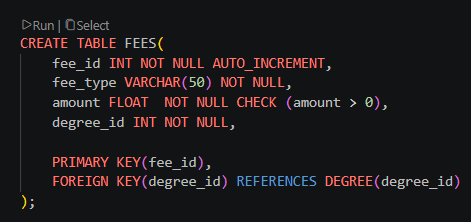 Run | Select
CREATE TABLE FEES(
    fee_id INT NOT NULL AUTO_INCREMENT,
    fee_type VARCHAR(50) NOT NULL,
    amount FLOAT  NOT NULL CHECK (amount > 0),
    degree_id INT NOT NULL,

    PRIMARY KEY(fee_id),
    FOREIGN KEY(degree_id) REFERENCES DEGREE(degree_id)
);